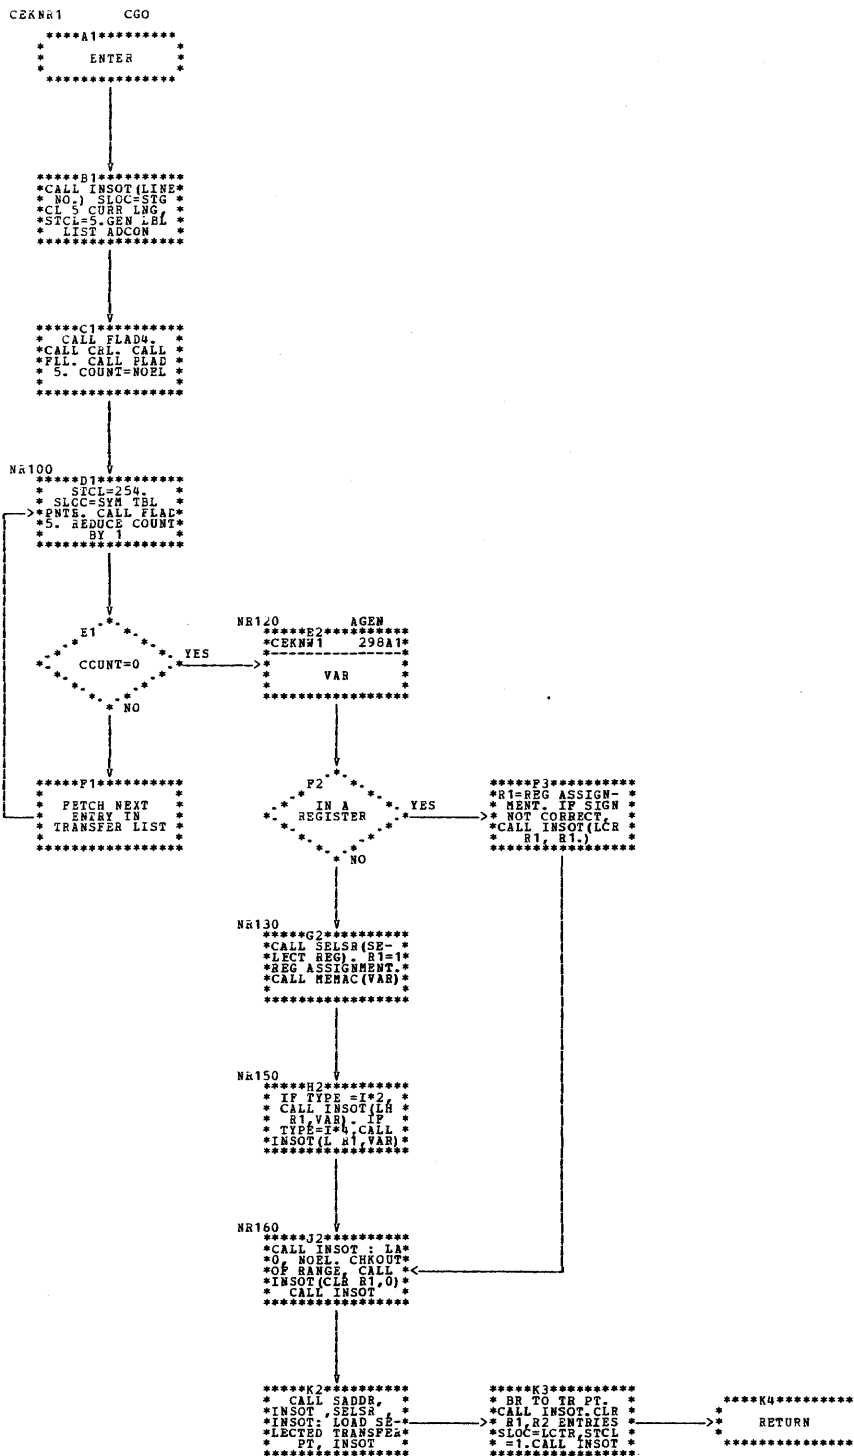 CEKNR1 CGO
A1
ENTER
B1
CALL INSOT(LINE
NO.) SLOC=STG
CL 5 CURR LNG,
STCL=5.GEN LBL
LIST ADCON
C1
CALL FLAD4.
CALL CRL. CALL
FLL. CALL FLAD
5. COUNT=NOEL
NR100
D1
STCL=254.
SLOC=SYM TBL
PNTR. CALL FLAD
5. REDUCE COUNT
BY 1
E1
COUNT=0
YES
NO
F1
FETCH NEXT
ENTRY IN
TRANSFER LIST
NR120 AGEN
E2
CEKNW1 298A1
VAR
F2
IN A
REGISTER
YES
NO
F3
R1=REG ASSIGN-
MENT. IF SIGN
NOT CORRECT,
CALL INSOT(LCR
R1, R1.)
NR130
G2
CALL SELSR(SE-
LECT REG). R1=1
REG ASSIGNMENT.
CALL MEMAC(VAR)
NR150
H2
IF TYPE =I*2,
CALL INSOT(LH
R1,VAR). IF
TYPE=I*4,CALL
INSOT(L R1,VAR)
NR160
J2
CALL INSOT : LA
0, NOEL. CHKOUT
OF RANGE, CALL
INSOT(CLR R1,0)
CALL INSOT
K2
CALL SADDR,
INSOT ,SELSR ,
INSOT: LOAD SE-
LECTED TRANSFER
PT, INSOT
K3
BR TO TR PT.
CALL INSOT.CLR
R1,R2 ENTRIES
SLOC=LCTR,STCL
=1.CALL INSOT
K4
RETURN